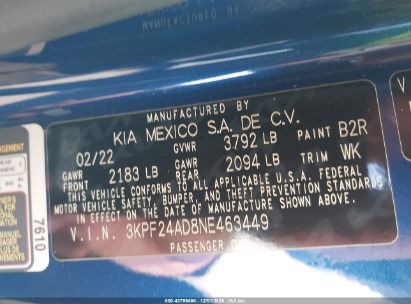 MANUFACTURED BY
KIA MEXICO S.A. DE C.V.
02/22 GVWR 3792 LB PAINT B2R
GAWR FRONT 2183 LB GAWR REAR 2094 LB TRIM WK
THIS VEHICLE CONFORMS TO ALL APPLICABLE U.S.A. FEDERAL
MOTOR VEHICLE SAFETY, BUMPER, AND THEFT PREVENTION STANDARDS
IN EFFECT ON THE DATE OF MANUFACTURE SHOWN ABOVE.
V.I.N. 3KPF24AD8NE463449
PASSENGER
7610